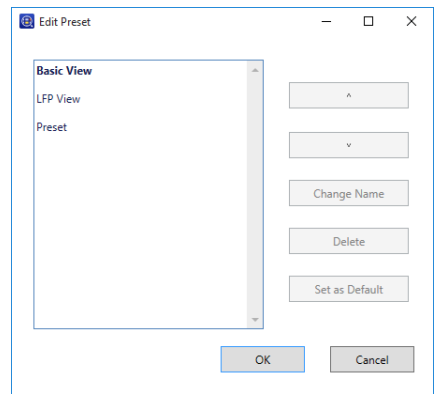 Edit Preset
Basic View
LFP View
Preset
^
v
Change Name
Delete
Set as Default
OK
Cancel